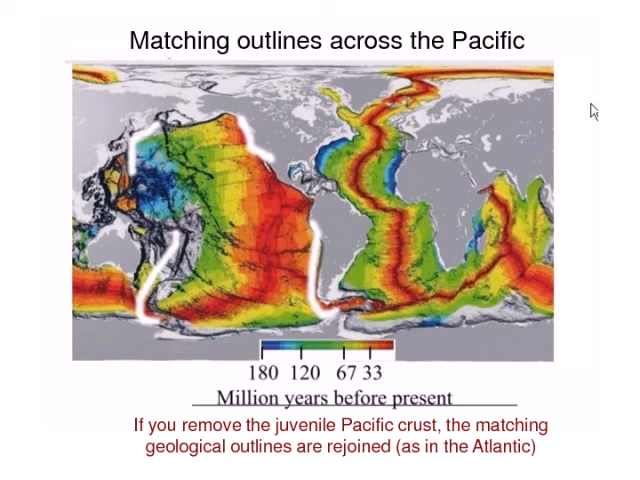 Matching outlines across the Pacific
180 120 67 33
Million years before present
If you remove the juvenile Pacific crust, the matching
geological outlines are rejoined (as in the Atlantic)